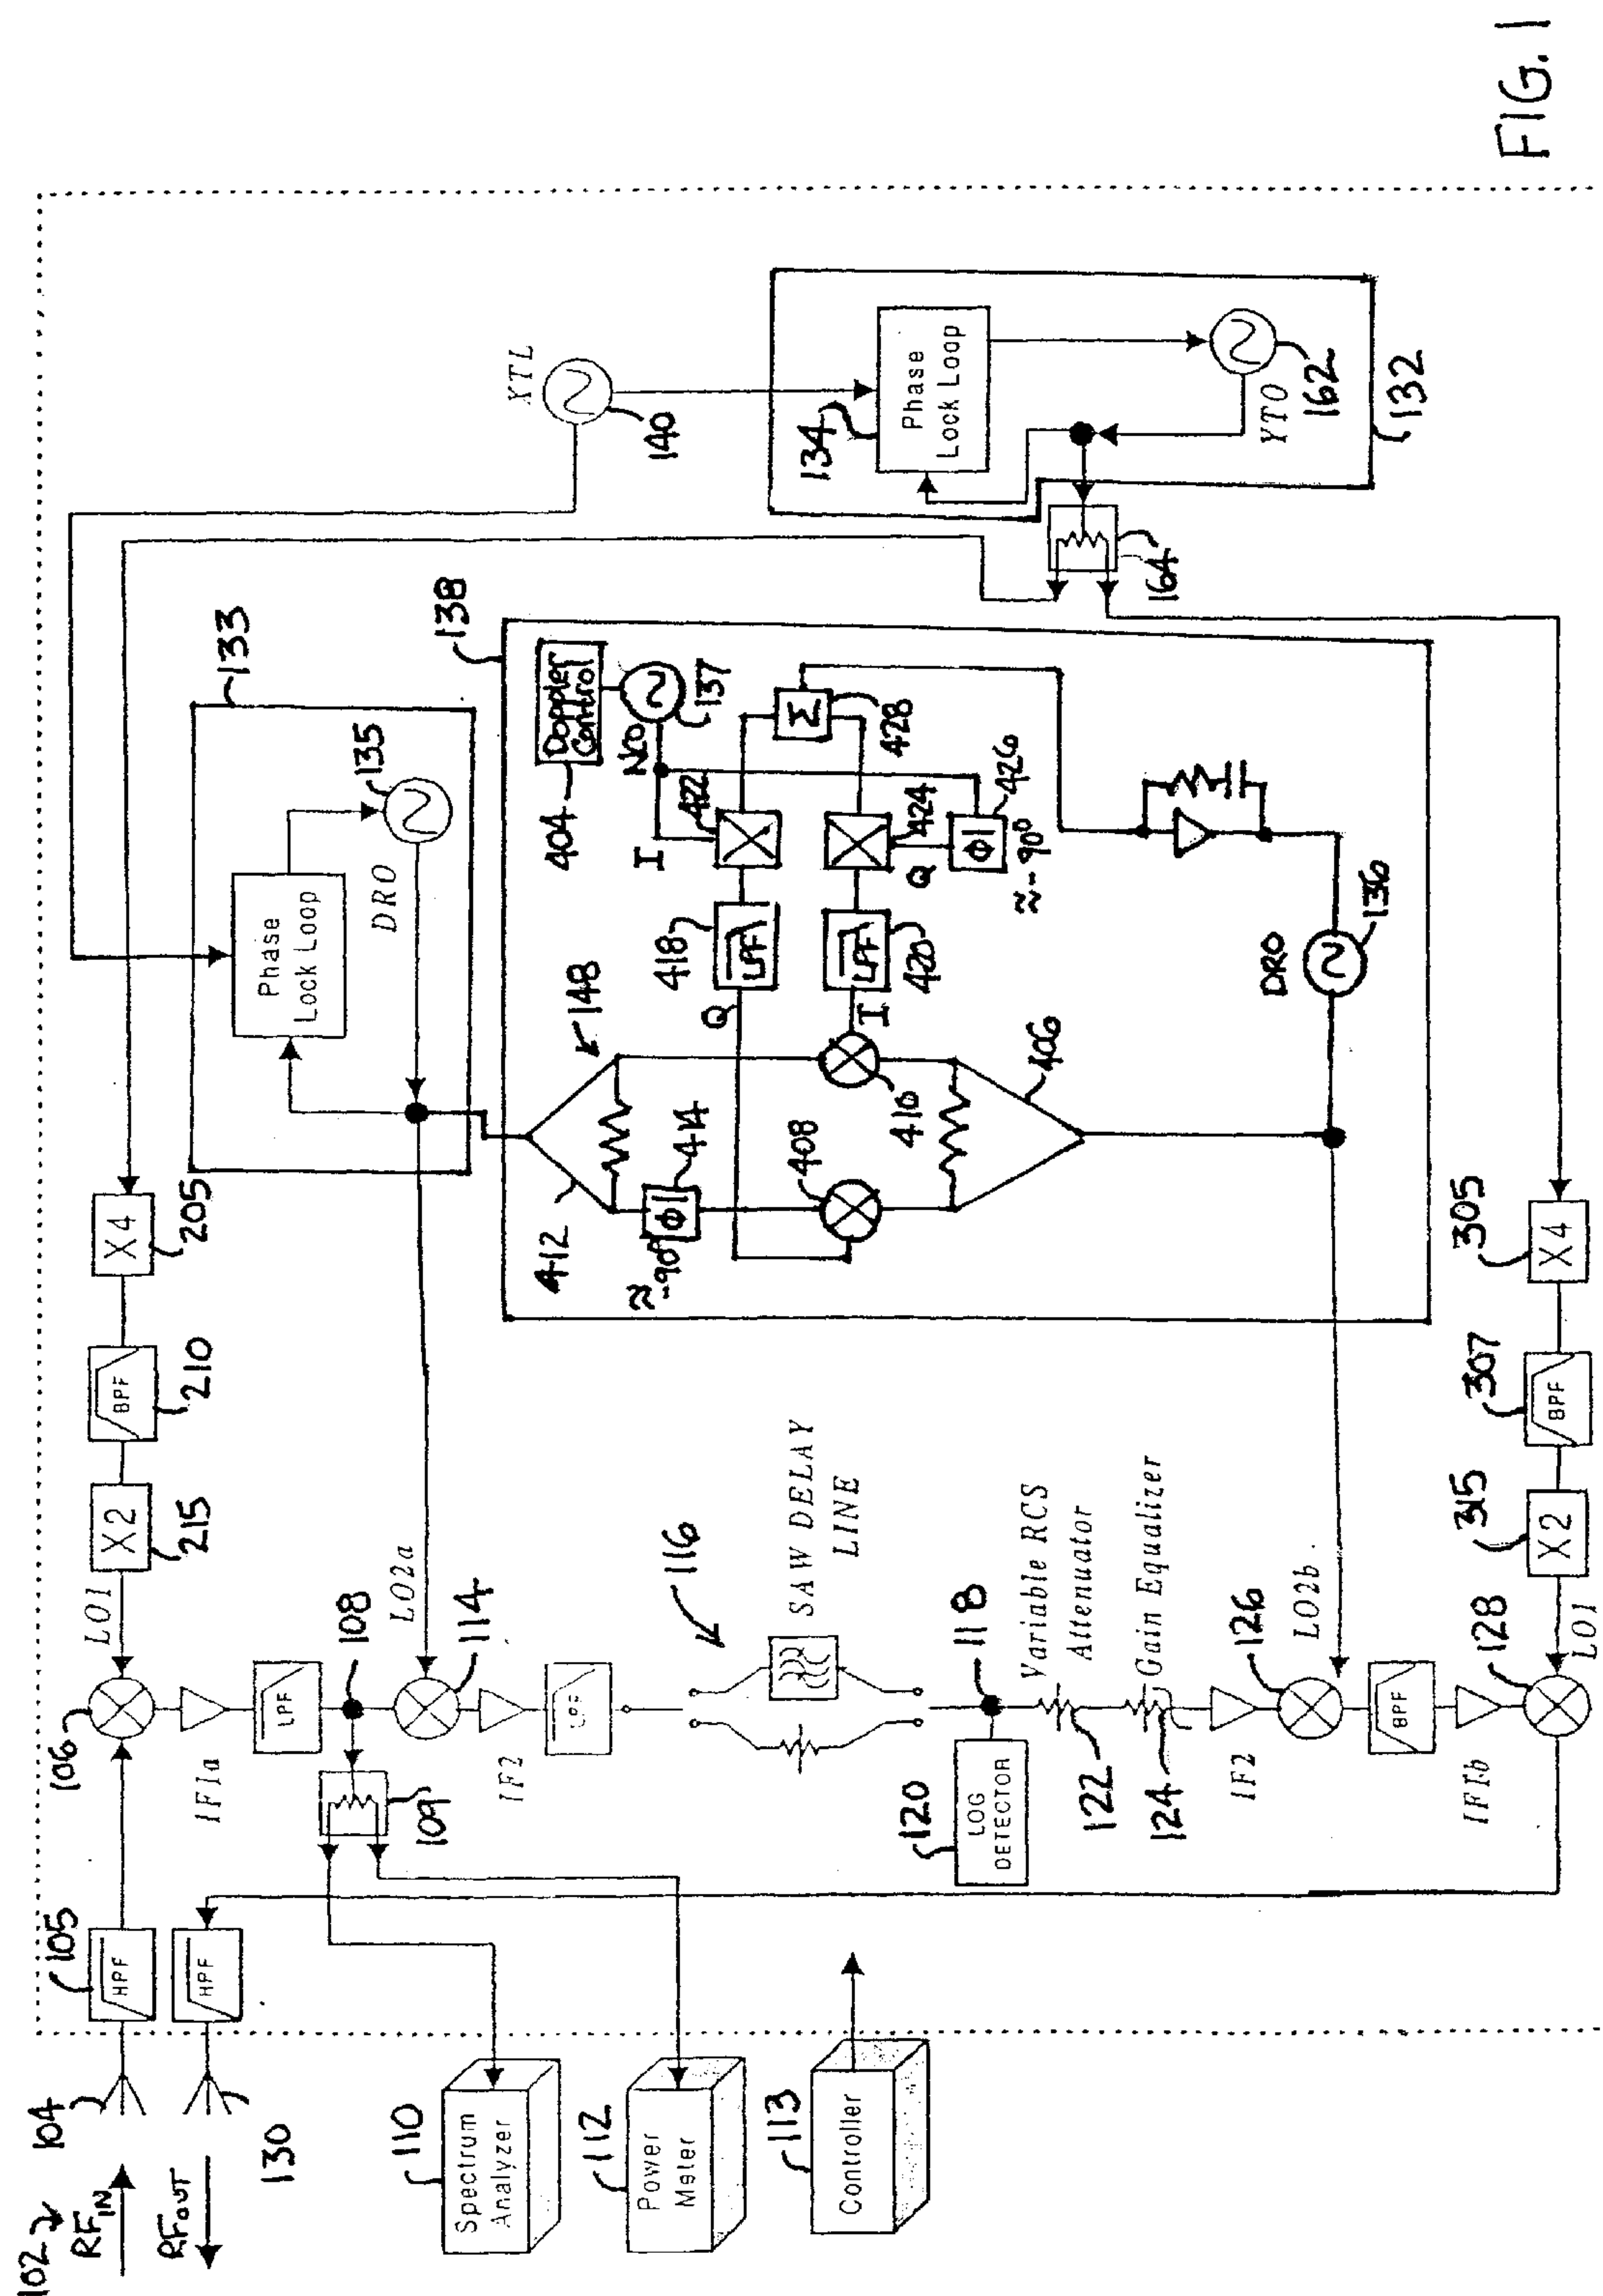 102
RF IN
RFOUT
104
130
105
HPF
HPF
106
LO1
X2
215
BPF
210
X4
205
IF1a
LPF
108
109
LO2a
114
IF2
LPF
110
Spectrum
Analyzer
112
Power
Meter
113
Controller
116
SAW DELAY
LINE
118
120
LOG
DETECTOR
Variable RCS
Attenuator
122
Gain Equalizer
124
IF2
126
LO2b
BPF
IF1b
128
LO1
X2
315
BPF
307
X4
305
133
Phase
Lock Loop
135
DRO
138
Doppler
Control
404
NCO
137
148
412
≈-90°
Φ
414
408
410
406
Q
I
418
LPF
LPF
420
I
422
424
Q
Φ
426
≈-90°
Σ
428
DRO
136
XTL
140
134
Phase
Lock Loop
YTO
162
132
164
FIG. 1